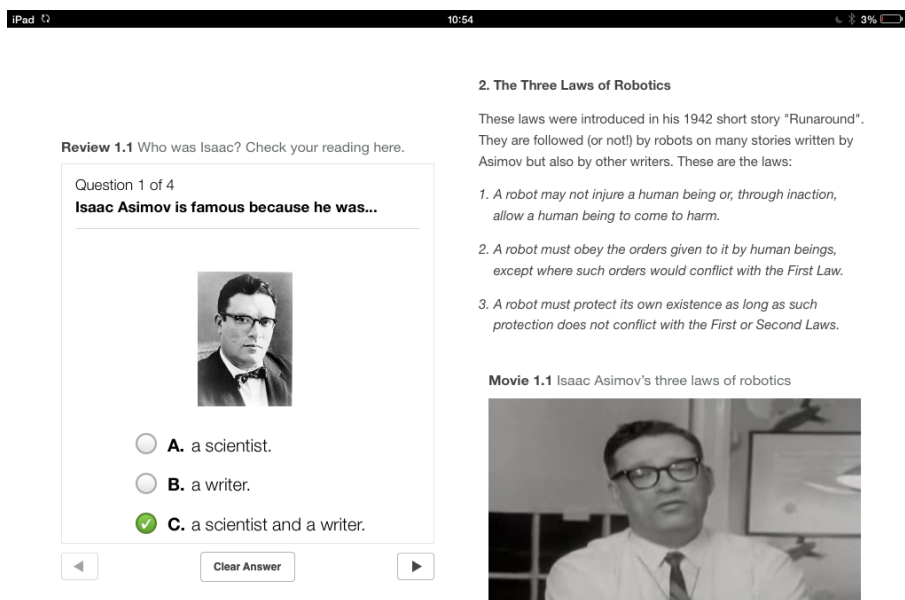 iPad
10:54
3%
Review 1.1 Who was Isaac? Check your reading here.
Question 1 of 4
Isaac Asimov is famous because he was...
A. a scientist.
B. a writer.
C. a scientist and a writer.
Clear Answer
2. The Three Laws of Robotics
These laws were introduced in his 1942 short story "Runaround".
They are followed (or not!) by robots on many stories written by
Asimov but also by other writers. These are the laws:
1. A robot may not injure a human being or, through inaction,
allow a human being to come to harm.
2. A robot must obey the orders given to it by human beings,
except where such orders would conflict with the First Law.
3. A robot must protect its own existence as long as such
protection does not conflict with the First or Second Laws.
Movie 1.1 Isaac Asimov’s three laws of robotics